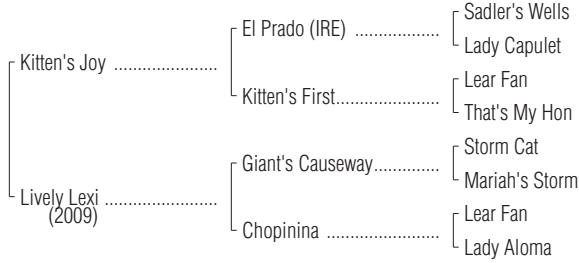 Sadler's Wells
El Prado (IRE) ..................
Lady Capulet
Kitten's Joy ......................
Lear Fan
Kitten's First......................
That's My Hon
Storm Cat
Giant's Causeway..............
Mariah's Storm
Lively Lexi ........................
(2009)
Lear Fan
Chopinina ........................
Lady Aloma